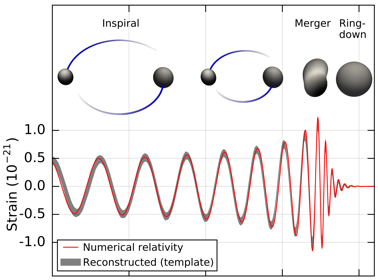 Inspiral
Merger
Ring-
down
Strain (10⁻²¹)
1.0
0.5
0.0
-0.5
-1.0
Numerical relativity
Reconstructed (template)